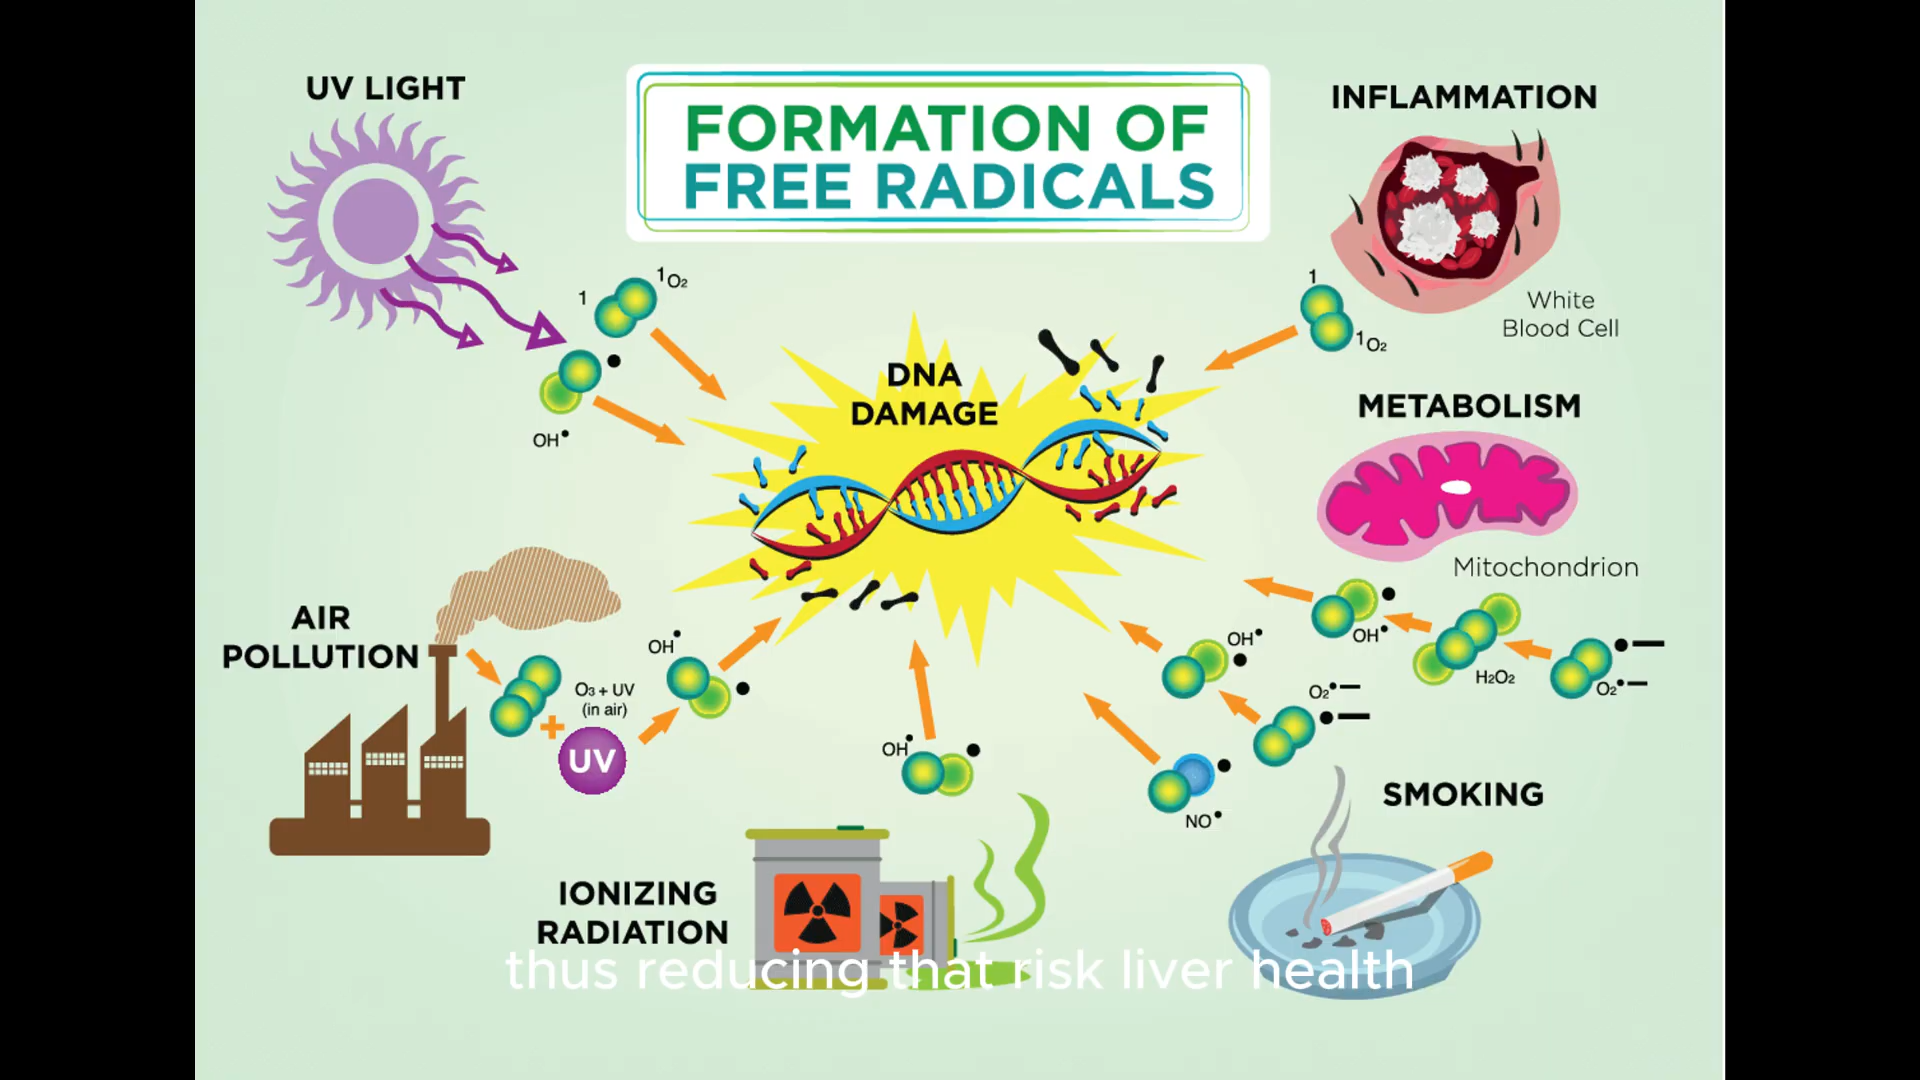 UV LIGHT
FORMATION OF
FREE RADICALS
INFLAMMATION
White
Blood Cell
1
¹O₂
OH•
1
¹O₂
DNA
DAMAGE
METABOLISM
Mitochondrion
OH•
H₂O₂
O₂•–
AIR
POLLUTION
O₃ + UV
(in air)
UV
OH•
OH•
OH•
O₂•–
NO•
SMOKING
IONIZING
RADIATION
thus reducing that risk liver health